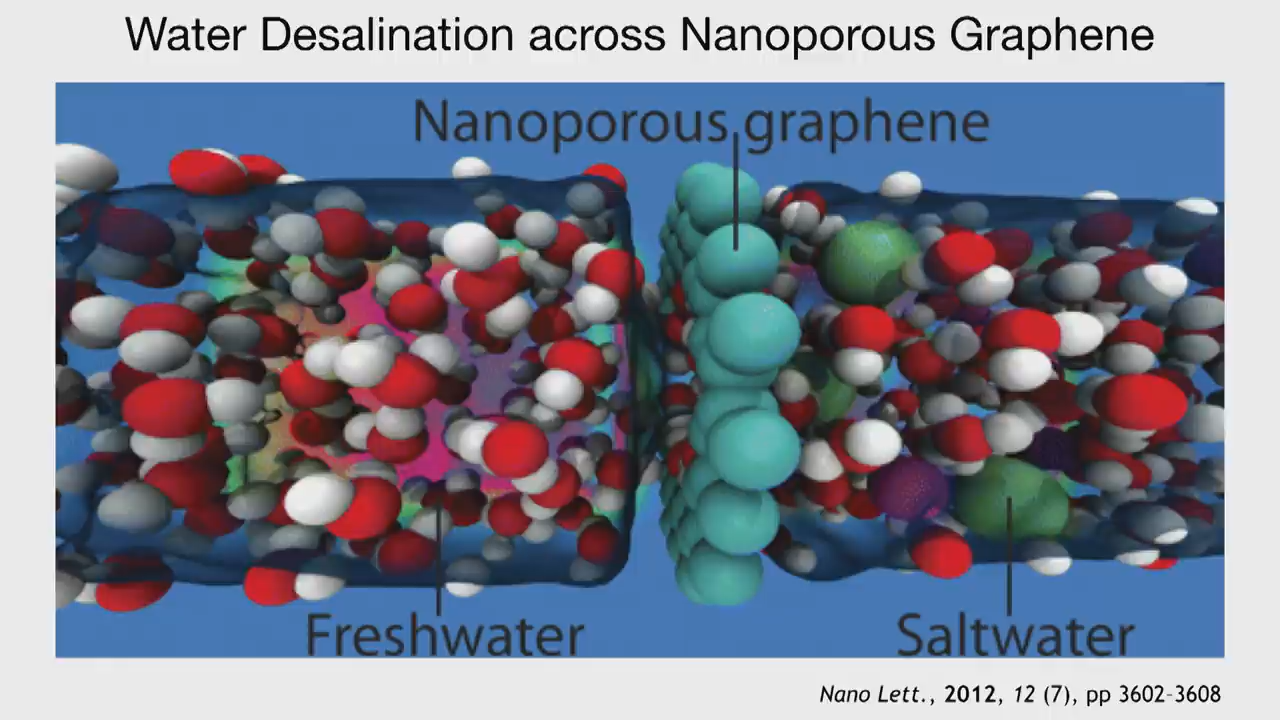 Water Desalination across Nanoporous Graphene
Nanoporous graphene
Freshwater
Saltwater
Nano Lett., 2012, 12 (7), pp 3602–3608